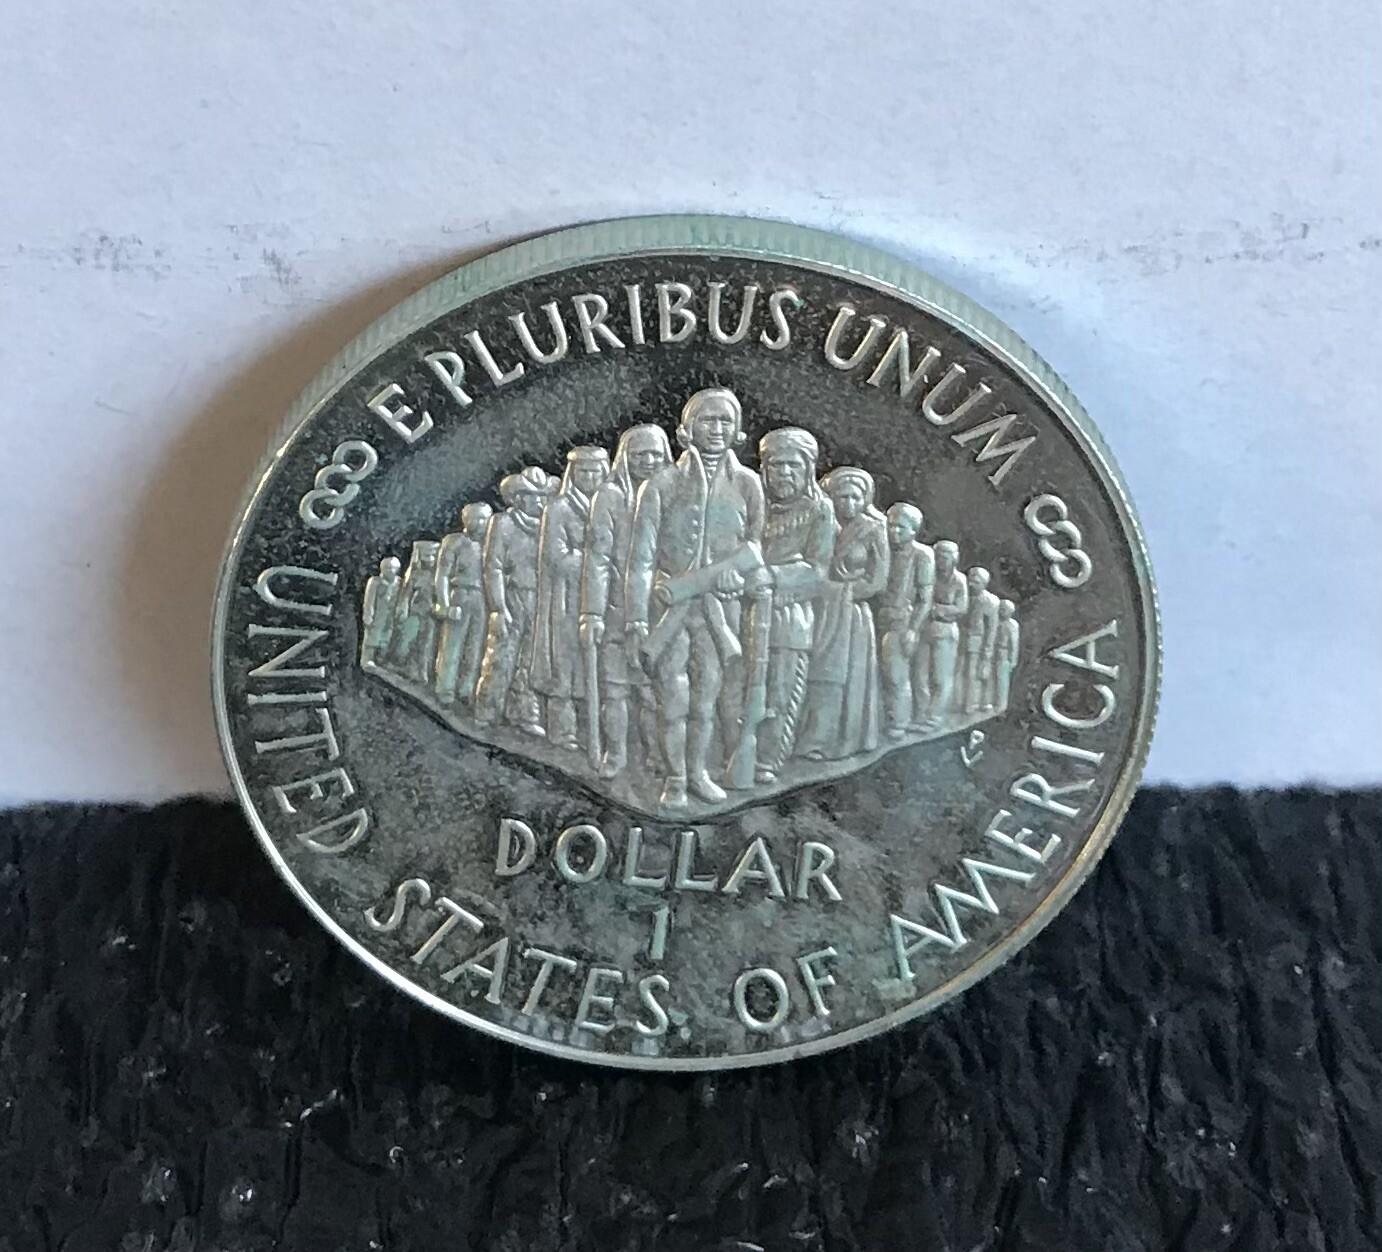 E PLURIBUS UNUM
DOLLAR
1
UNITED STATES OF AMERICA